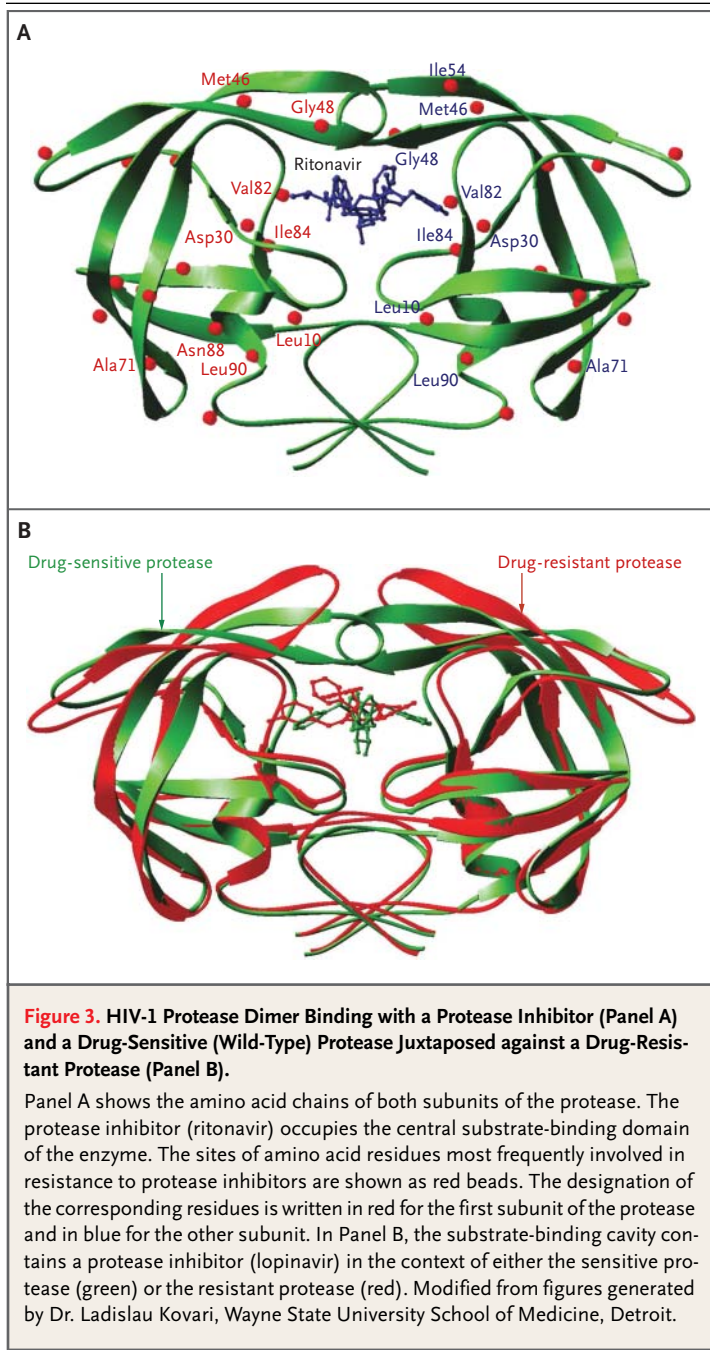 A
Met46
Ile54
Gly48
Met46
Ritonavir
Gly48
Val82
Val82
Asp30
Ile84
Ile84
Asp30
Leu10
Leu10
Asn88
Ala71
Leu90
Leu90
Ala71
B
Drug-sensitive protease
Drug-resistant protease
Figure 3. HIV-1 Protease Dimer Binding with a Protease Inhibitor (Panel A)
and a Drug-Sensitive (Wild-Type) Protease Juxtaposed against a Drug-Resis-
tant Protease (Panel B).
Panel A shows the amino acid chains of both subunits of the protease. The
protease inhibitor (ritonavir) occupies the central substrate-binding domain
of the enzyme. The sites of amino acid residues most frequently involved in
resistance to protease inhibitors are shown as red beads. The designation of
the corresponding residues is written in red for the first subunit of the protease
and in blue for the other subunit. In Panel B, the substrate-binding cavity con-
tains a protease inhibitor (lopinavir) in the context of either the sensitive pro-
tease (green) or the resistant protease (red). Modified from figures generated
by Dr. Ladislau Kovari, Wayne State University School of Medicine, Detroit.